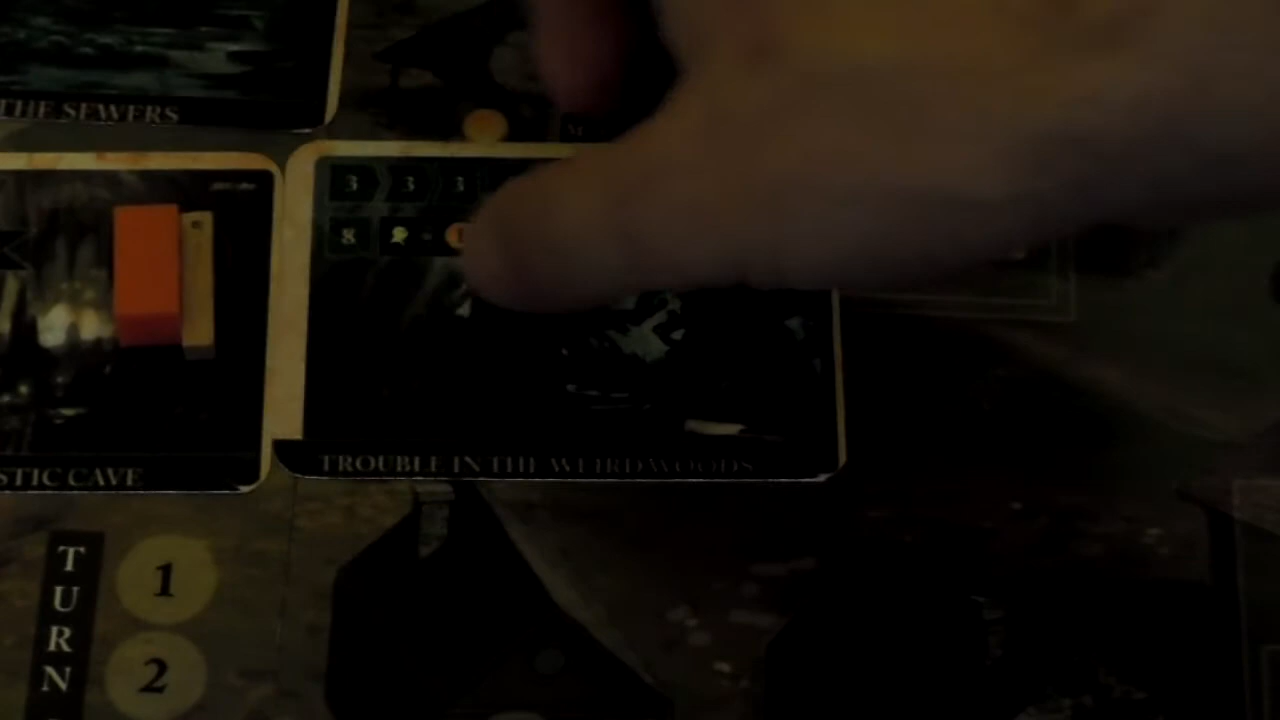 THE SEWERS
3 3 3
8
STIC CAVE
TROUBLE IN THE WEIRDWOODS
TURN
1
2